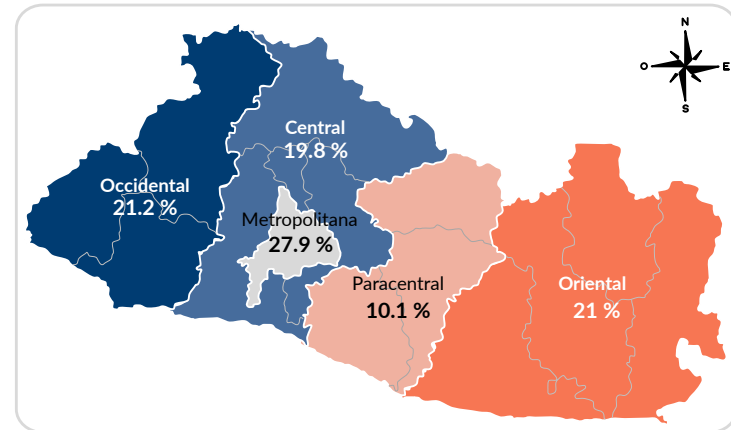 N
O
E
S
Central
19.8 %
Occidental
21.2 %
Metropolitana
27.9 %
Paracentral
10.1 %
Oriental
21 %